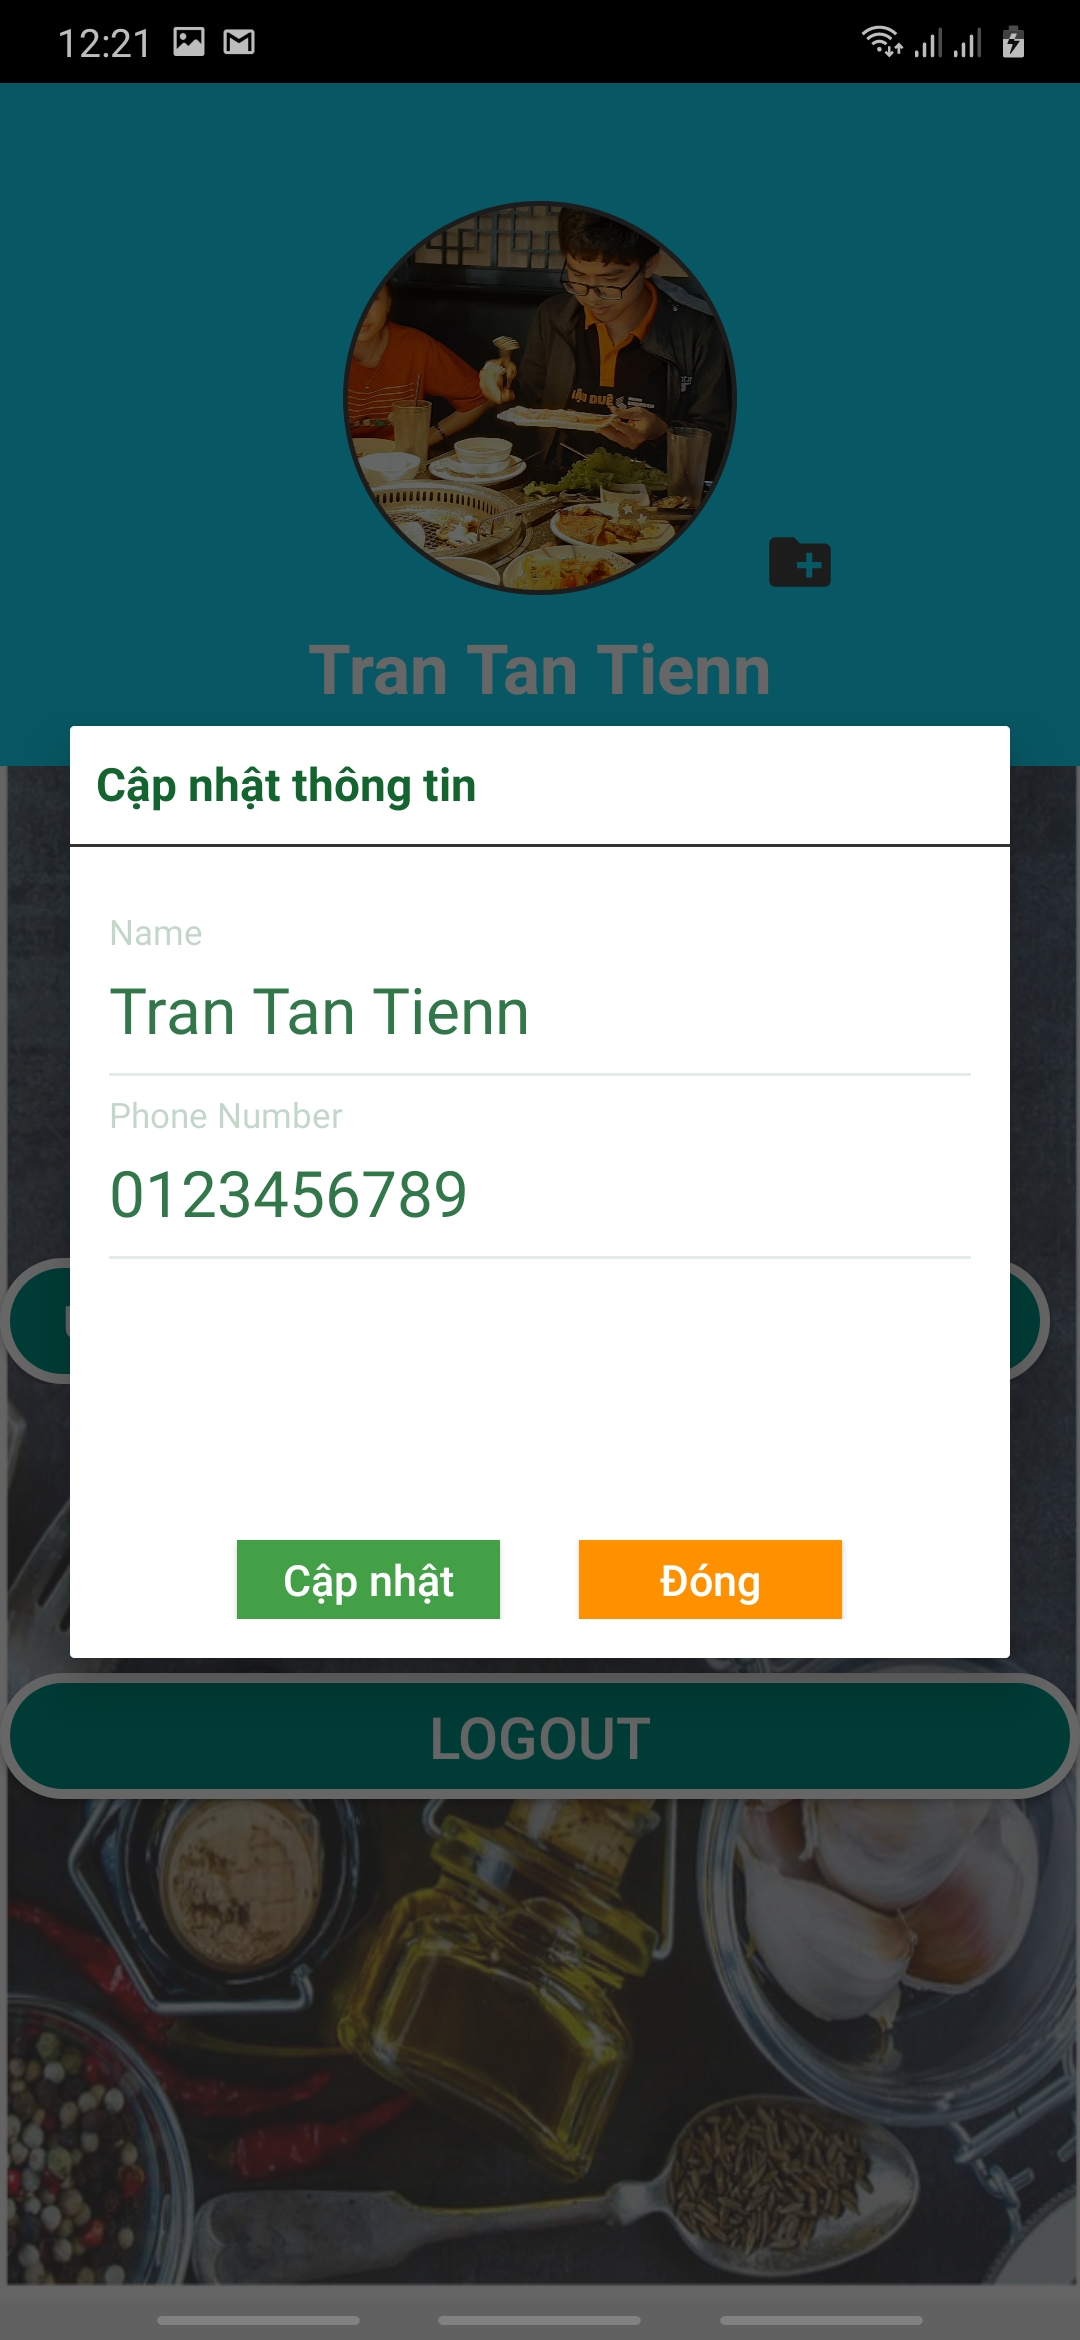 12:21
Tran Tan Tienn
Cập nhật thông tin
Name
Tran Tan Tienn
Phone Number
0123456789
Cập nhật
Đóng
LOGOUT